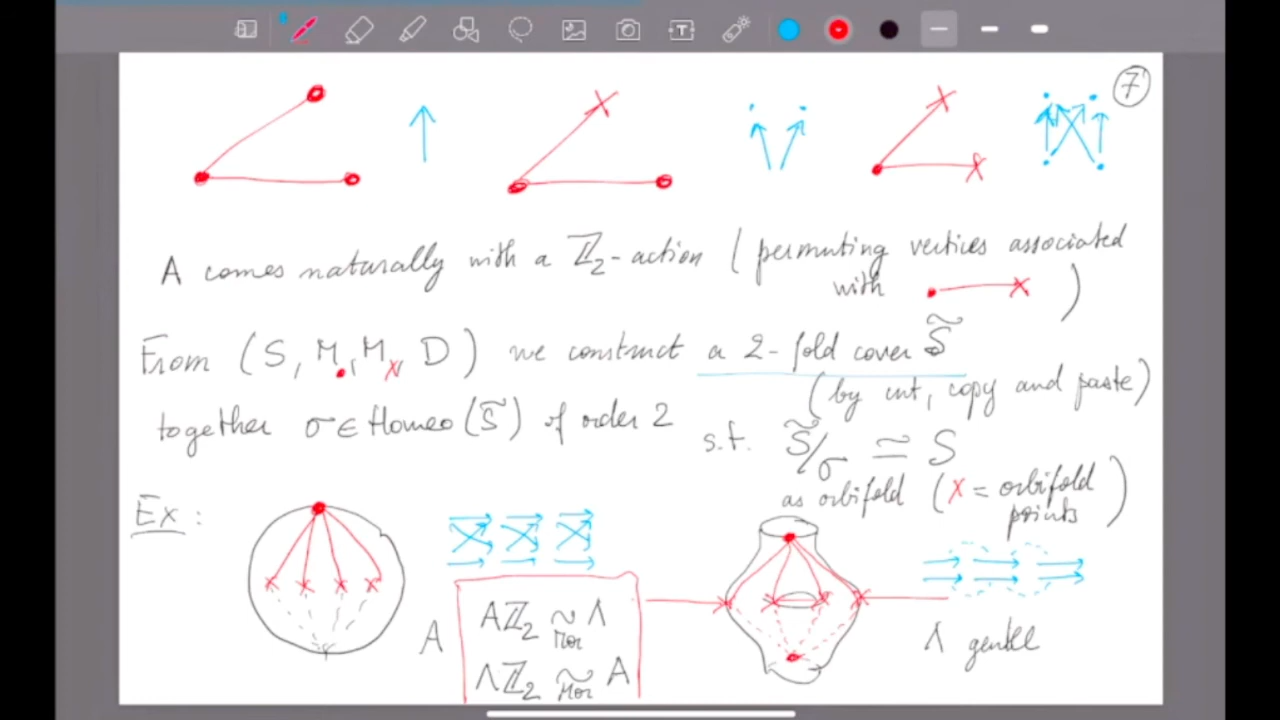 7
A comes naturally with a ℤ₂-action ( permuting vertices associated
with •—× )
From (S, M•, M×, D) we construct a 2-fold cover S̃
(by cut, copy and paste)
together σ ∈ Homeo(S̃) of order 2
s.t. S̃/σ ≃ S
as orbifold (x = orbifold
points)
Ex :
A
Aℤ₂ ~ Λ
Mor
Λℤ₂ ~ A
Mor
Λ gentle